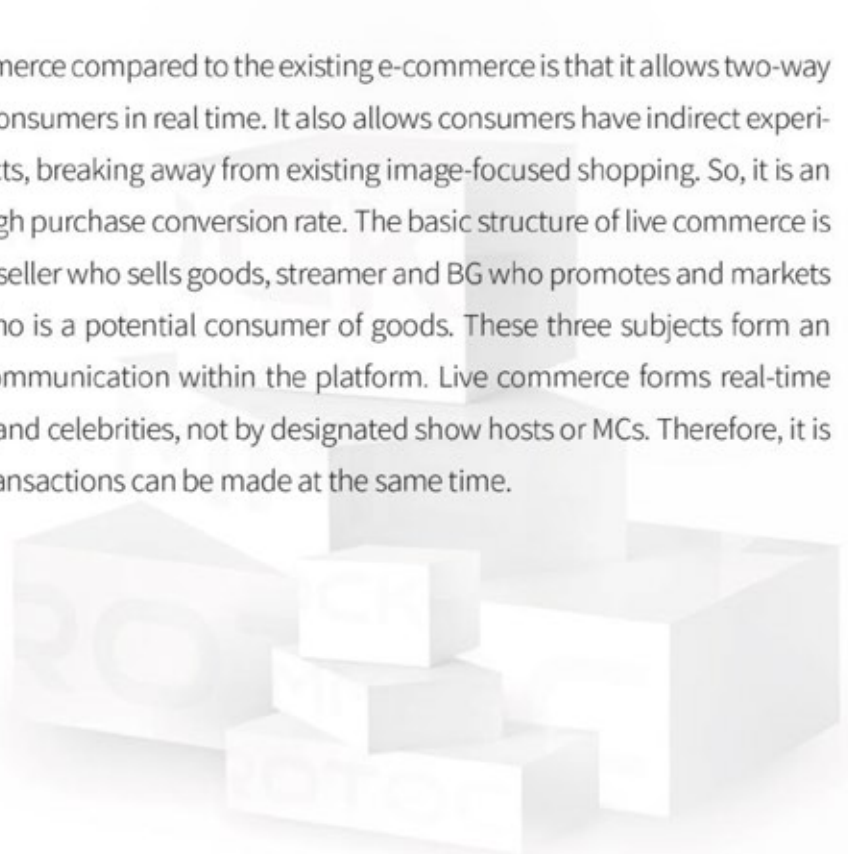 merce compared to the existing e-commerce is that it allows two-way
onsumers in real time. It also allows consumers have indirect experi-
ts, breaking away from existing image-focused shopping. So, it is an
gh purchase conversion rate. The basic structure of live commerce is
seller who sells goods, streamer and BG who promotes and markets
ho is a potential consumer of goods. These three subjects form an
ommunication within the platform. Live commerce forms real-time
and celebrities, not by designated show hosts or MCs. Therefore, it is
ansactions can be made at the same time.